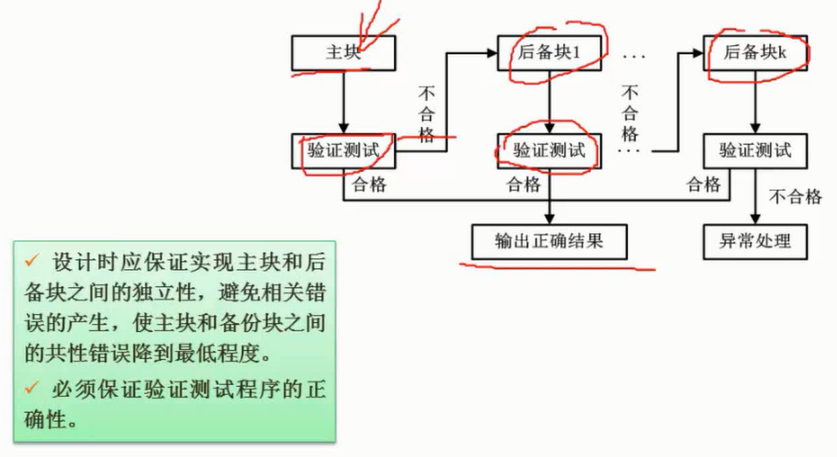 主块
后备块1
...
后备块k
不合格
不合格
验证测试
验证测试
...
验证测试
合格
合格
合格
不合格
输出正确结果
异常处理
✓ 设计时应保证实现主块和后
备块之间的独立性，避免相关错
误的产生，使主块和备份块之间
的共性错误降到最低程度。
✓ 必须保证验证测试程序的正
确性。